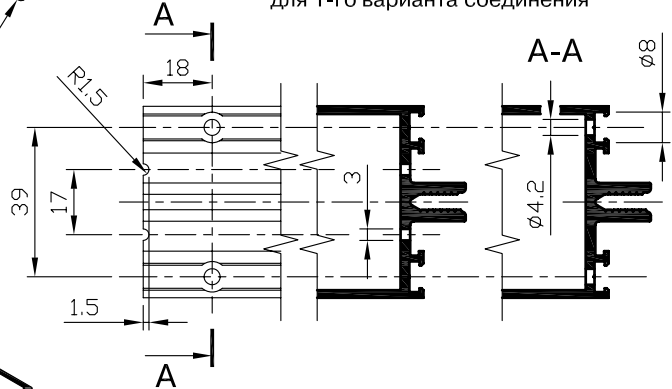 для 1-го варианта соединения
А
А-А
ø8
18
R1.5
39
17
3
ø4.2
1.5
А